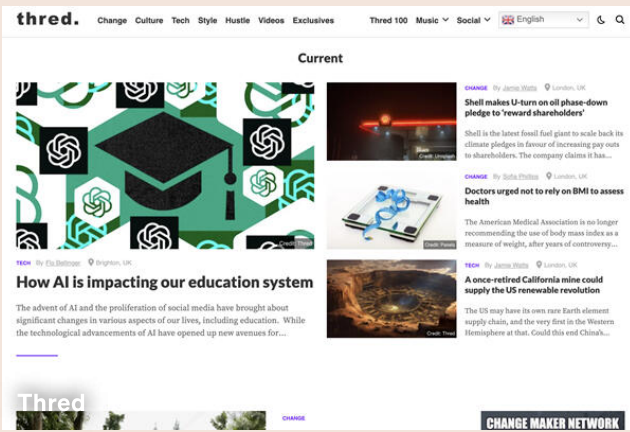 thred.
Change Culture Tech Style Hustle Videos Exclusives Thred 100 Music Social English
Current
Credit: Thred
TECH By Flo Bellinger Brighton, UK
How AI is impacting our education system
The advent of AI and the proliferation of social media have brought about
significant changes in various aspects of our lives, including education. While
the technological advancements of AI have opened up new avenues for...
Credit: Unsplash
CHANGE By Jamie Watts London, UK
Shell makes U-turn on oil phase-down
pledge to 'reward shareholders'
Shell is the latest fossil fuel giant to scale back its
climate pledges in favour of increasing pay outs
to shareholders. The company claims it has...
Credit: Pexels
CHANGE By Sofia Phillips London, UK
Doctors urged not to rely on BMI to assess
health
The American Medical Association is no longer
recommending the use of body mass index as a
measure of weight, after years of controversy...
Credit: Thred
TECH By Jamie Watts London, UK
A once-retired California mine could
supply the US renewable revolution
The US may have its own rare Earth element
supply chain, and the very first in the Western
Hemisphere at that. Could this end China's...
Thred
CHANGE
CHANGE MAKER NETWORK